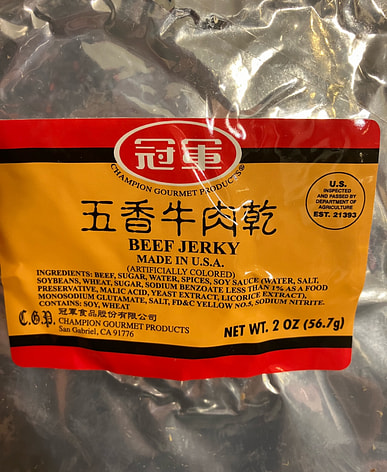 冠軍
CHAMPION GOURMET PRODUCTS®
U.S.
INSPECTED
AND PASSED BY
DEPARTMENT OF
AGRICULTURE
EST. 21393
五香牛肉乾
BEEF JERKY
MADE IN U.S.A.
(ARTIFICIALLY COLORED)
INGREDIENTS: BEEF, SUGAR, WATER, SPICES, SOY SAUCE (WATER, SALT,
SOYBEANS, WHEAT, SUGAR, SODIUM BENZOATE LESS THAN 1% AS A FOOD
PRESERVATIVE, MALIC ACID, YEAST EXTRACT, LICORICE EXTRACT),
MONOSODIUM GLUTAMATE, SALT, FD&C YELLOW NO.5, SODIUM NITRITE.
CONTAINS: SOY, WHEAT
C.G.P.
冠軍食品股份有限公司
CHAMPION GOURMET PRODUCTS
San Gabriel, CA 91776
NET WT. 2 OZ (56.7g)